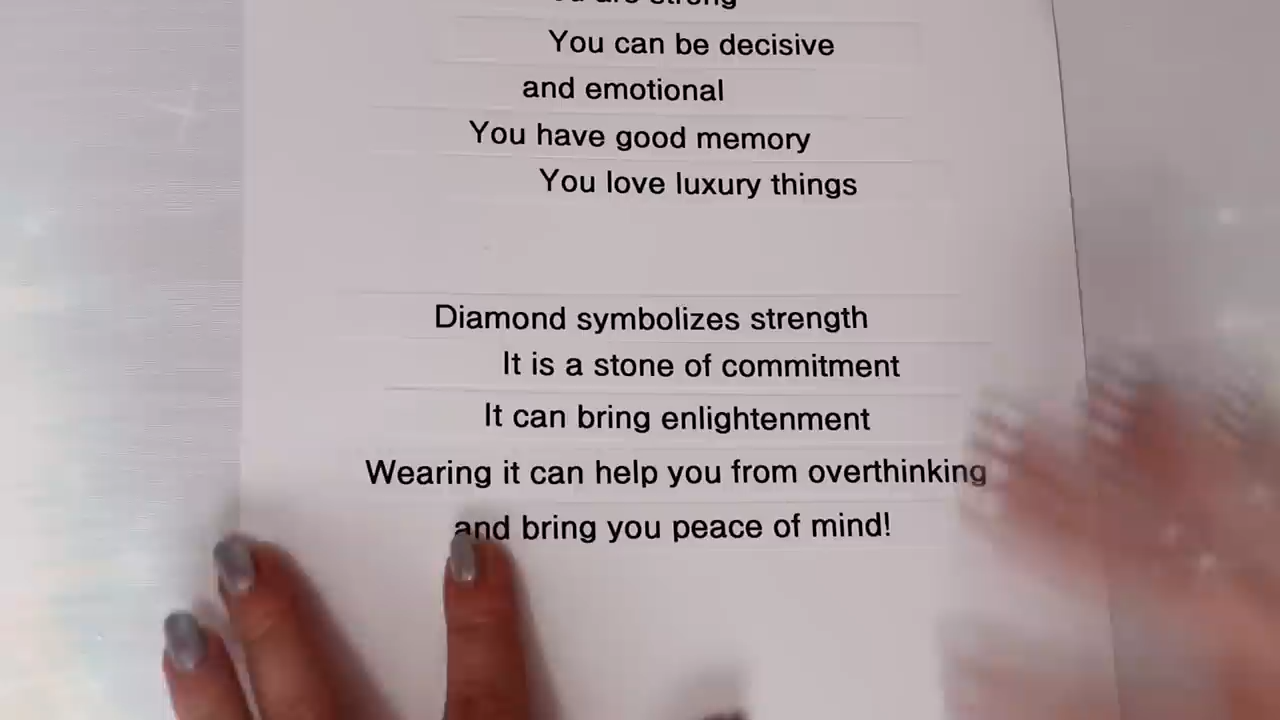 are strong
You can be decisive
and emotional
You have good memory
You love luxury things
Diamond symbolizes strength
It is a stone of commitment
It can bring enlightenment
Wearing it can help you from overthinking
and bring you peace of mind!